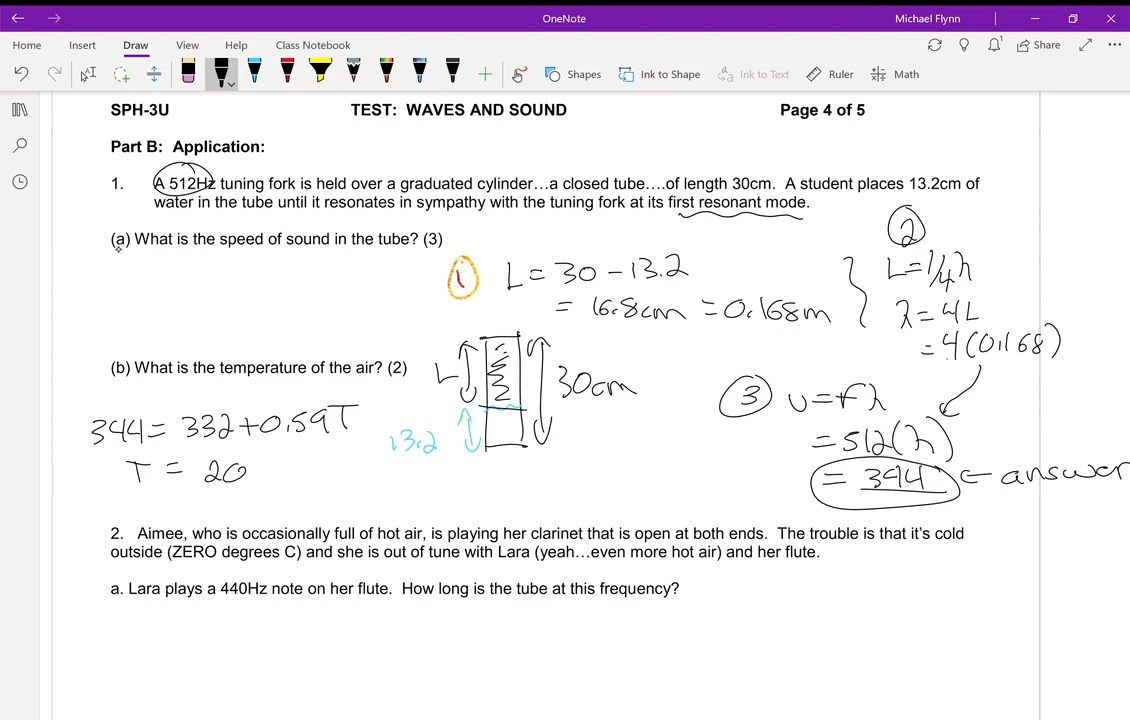 OneNote
Michael Flynn
Home Insert Draw View Help Class Notebook
Share
Shapes Ink to Shape Ink to Text Ruler Math
SPH-3U TEST: WAVES AND SOUND Page 4 of 5
Part B: Application:
1. A 512Hz tuning fork is held over a graduated cylinder…a closed tube….of length 30cm. A student places 13.2cm of
water in the tube until it resonates in sympathy with the tuning fork at its first resonant mode.
(a) What is the speed of sound in the tube? (3)
1 L = 30 - 13.2
= 16.8cm = 0.168m
2
L = 1/4 λ
λ = 4L
= 4(0.168)
(b) What is the temperature of the air? (2)
L 30cm
13.2
344 = 332 + 0.59T
T = 20
3 v = fλ
= 512(λ)
= 344 ← answer
2. Aimee, who is occasionally full of hot air, is playing her clarinet that is open at both ends. The trouble is that it's cold
outside (ZERO degrees C) and she is out of tune with Lara (yeah…even more hot air) and her flute.
a. Lara plays a 440Hz note on her flute. How long is the tube at this frequency?